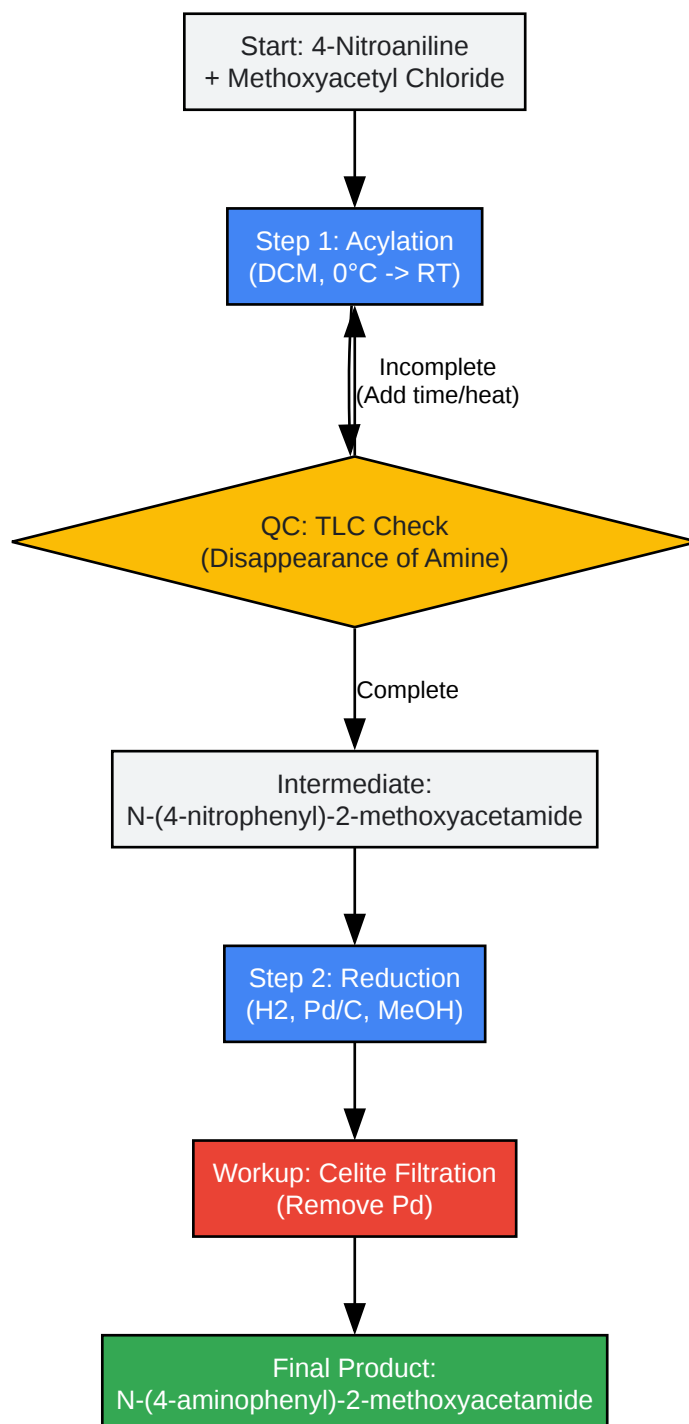 Start: 4-Nitroaniline
+ Methoxyacetyl Chloride
Step 1: Acylation
(DCM, 0°C -> RT)
Incomplete
(Add time/heat)
QC: TLC Check
(Disappearance of Amine)
Complete
Intermediate:
N-(4-nitrophenyl)-2-methoxyacetamide
Step 2: Reduction
(H2, Pd/C, MeOH)
Workup: Celite Filtration
(Remove Pd)
Final Product:
N-(4-aminophenyl)-2-methoxyacetamide